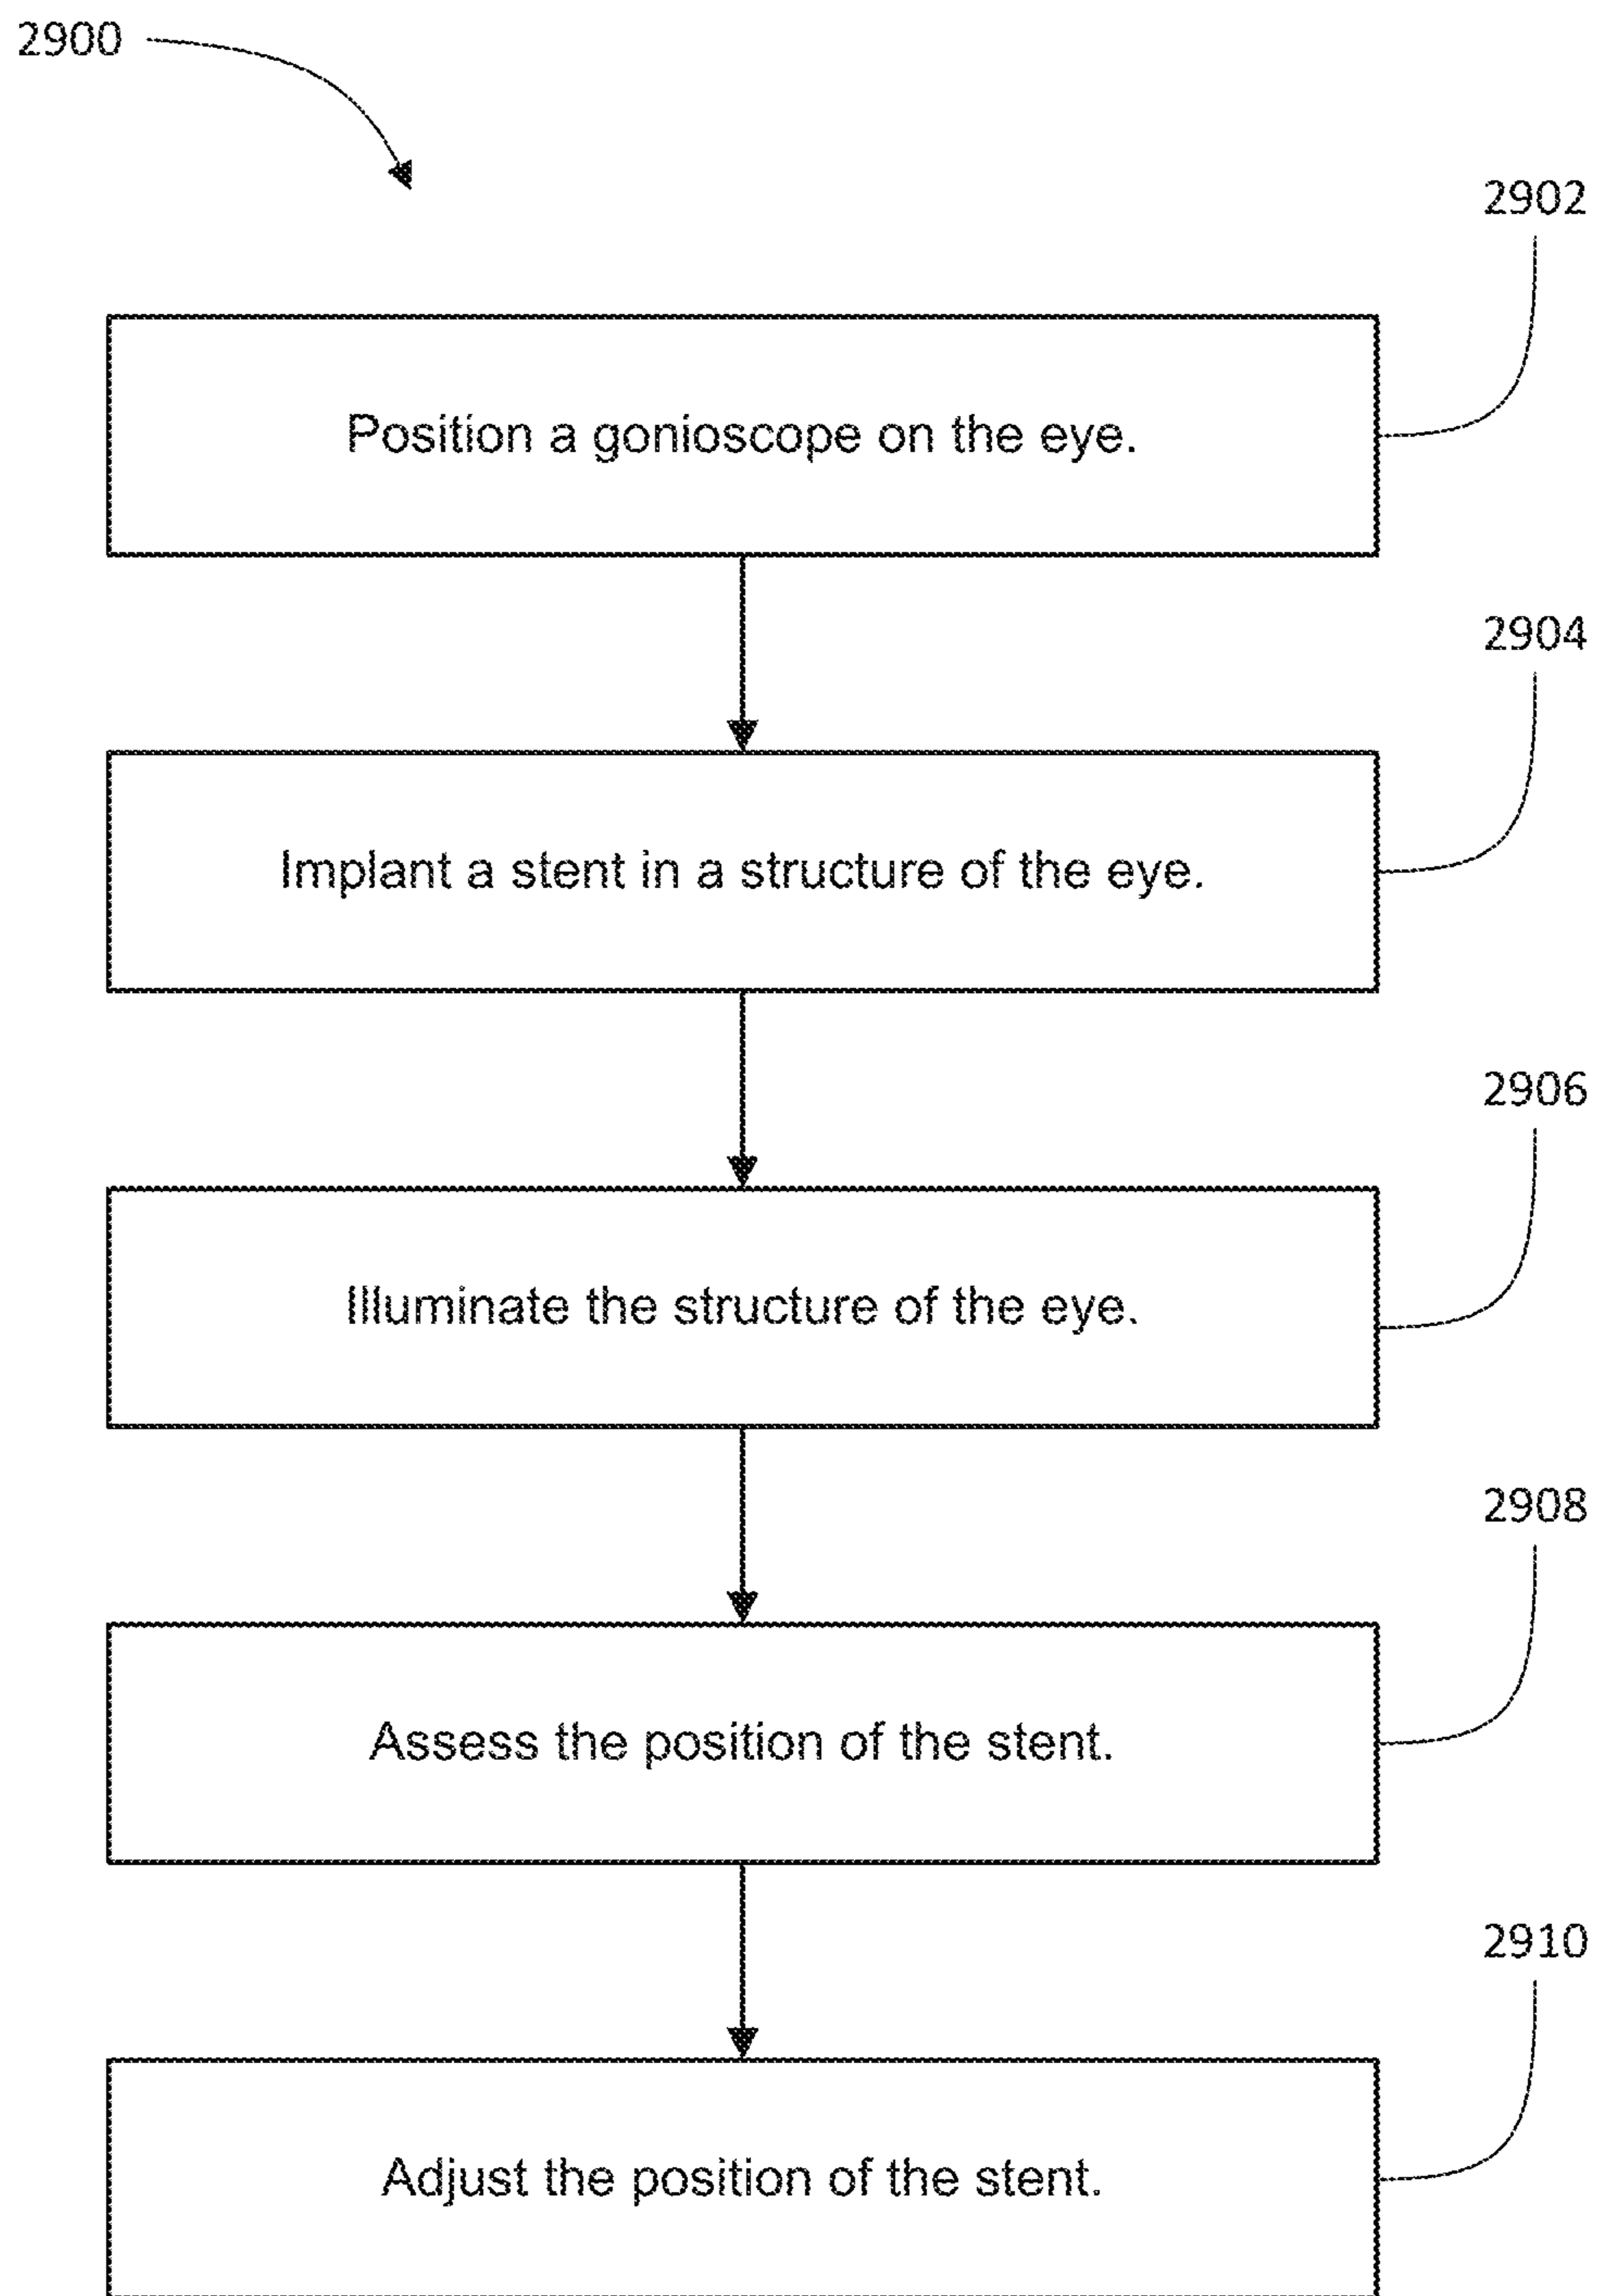 2900
2902
Position a gonioscope on the eye.
2904
Implant a stent in a structure of the eye.
2906
Illuminate the structure of the eye.
2908
Assess the position of the stent.
2910
Adjust the position of the stent.